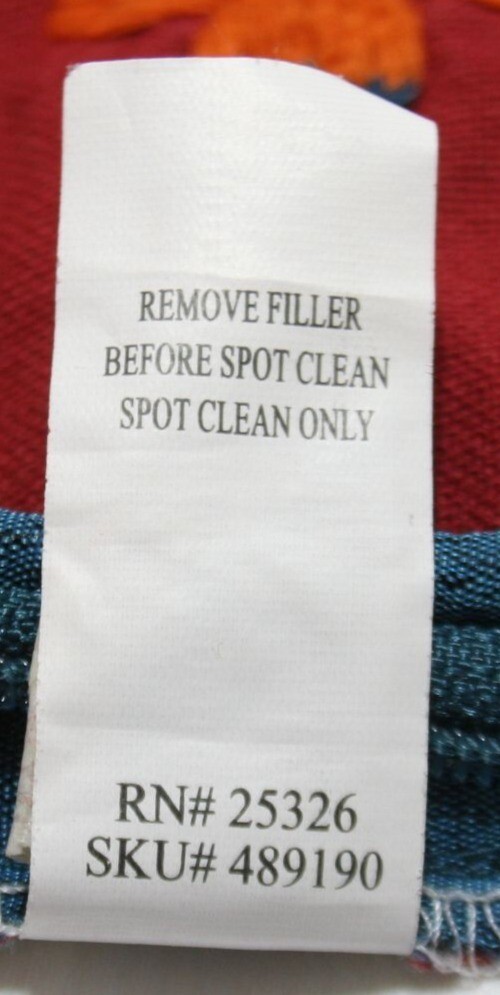 REMOVE FILLER
BEFORE SPOT CLEAN
SPOT CLEAN ONLY
RN# 25326
SKU# 489190